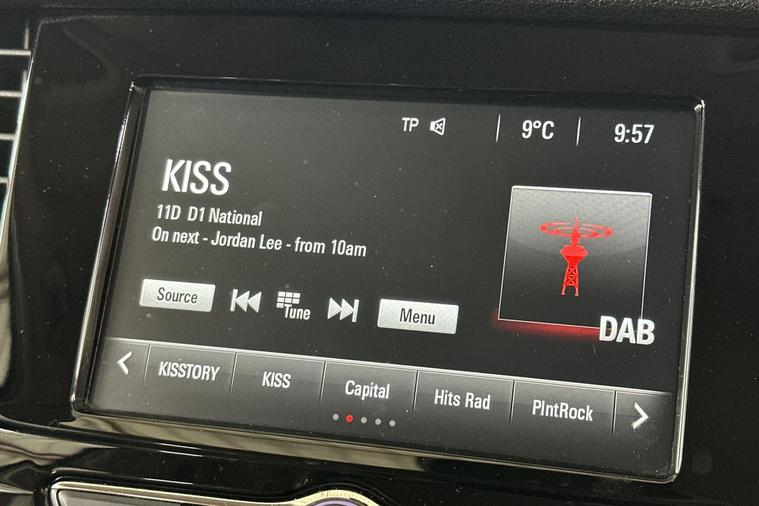 TP 9°C 9:57
KISS
11D D1 National
On next - Jordan Lee - from 10am
Source Tune Menu
DAB
KISSTORY KISS Capital Hits Rad PlntRock